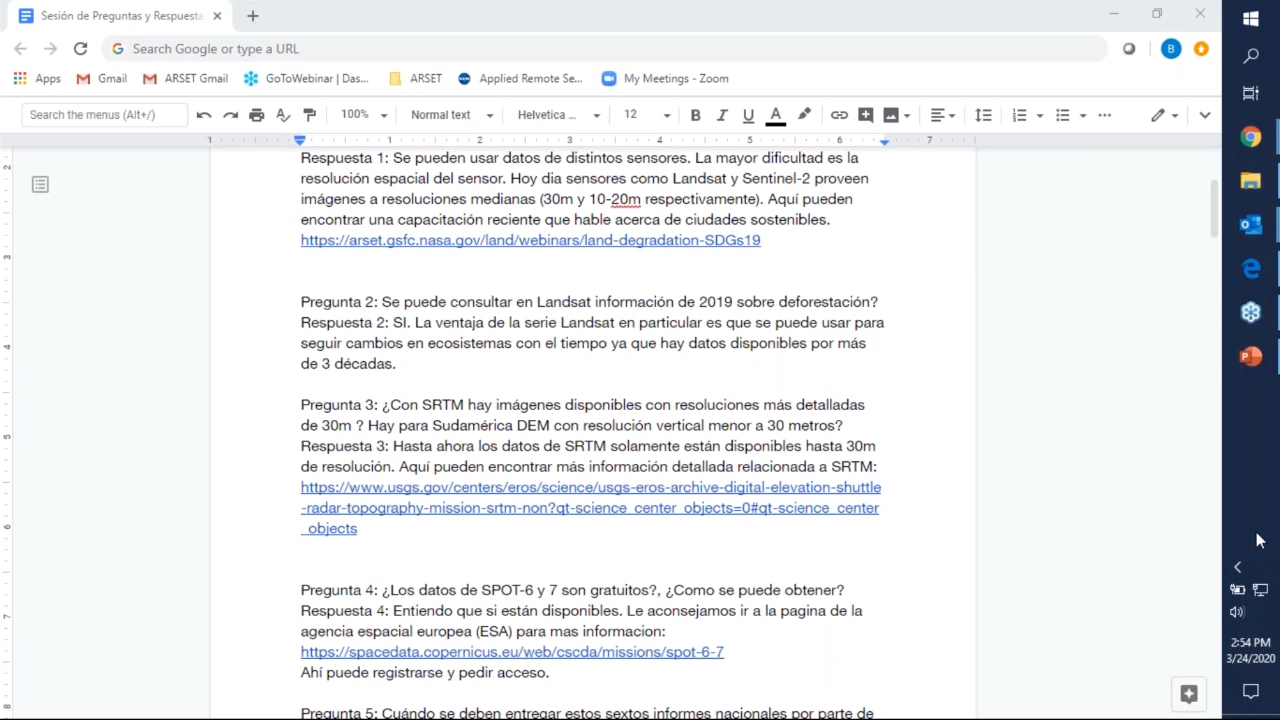 Sesión de Preguntas y Respuesta
Search Google or type a URL
B
Apps
Gmail
ARSET Gmail
GoToWebinar | Das...
ARSET
Applied Remote Se...
My Meetings - Zoom
Search the menus (Alt+/)
100%
Normal text
Helvetica ...
12
B I U A
1 1 2 3 4 5 6 7
Respuesta 1: Se pueden usar datos de distintos sensores. La mayor dificultad es la
resolución espacial del sensor. Hoy dia sensores como Landsat y Sentinel-2 proveen
imágenes a resoluciones medianas (30m y 10-20m respectivamente). Aquí pueden
encontrar una capacitación reciente que hable acerca de ciudades sostenibles.
https://arset.gsfc.nasa.gov/land/webinars/land-degradation-SDGs19
Pregunta 2: Se puede consultar en Landsat información de 2019 sobre deforestación?
Respuesta 2: SI. La ventaja de la serie Landsat en particular es que se puede usar para
seguir cambios en ecosistemas con el tiempo ya que hay datos disponibles por más
de 3 décadas.
Pregunta 3: ¿Con SRTM hay imágenes disponibles con resoluciones más detalladas
de 30m ? Hay para Sudamérica DEM con resolución vertical menor a 30 metros?
Respuesta 3: Hasta ahora los datos de SRTM solamente están disponibles hasta 30m
de resolución. Aquí pueden encontrar más información detallada relacionada a SRTM:
https://www.usgs.gov/centers/eros/science/usgs-eros-archive-digital-elevation-shuttle
-radar-topography-mission-srtm-non?qt-science_center_objects=0#qt-science_center
_objects
Pregunta 4: ¿Los datos de SPOT-6 y 7 son gratuitos?, ¿Como se puede obtener?
Respuesta 4: Entiendo que si están disponibles. Le aconsejamos ir a la pagina de la
agencia espacial europea (ESA) para mas informacion:
https://spacedata.copernicus.eu/web/cscda/missions/spot-6-7
Ahí puede registrarse y pedir acceso.
Pregunta 5: Cuándo se deben entregar estos sextos informes nacionales por parte de
2:54 PM
3/24/2020